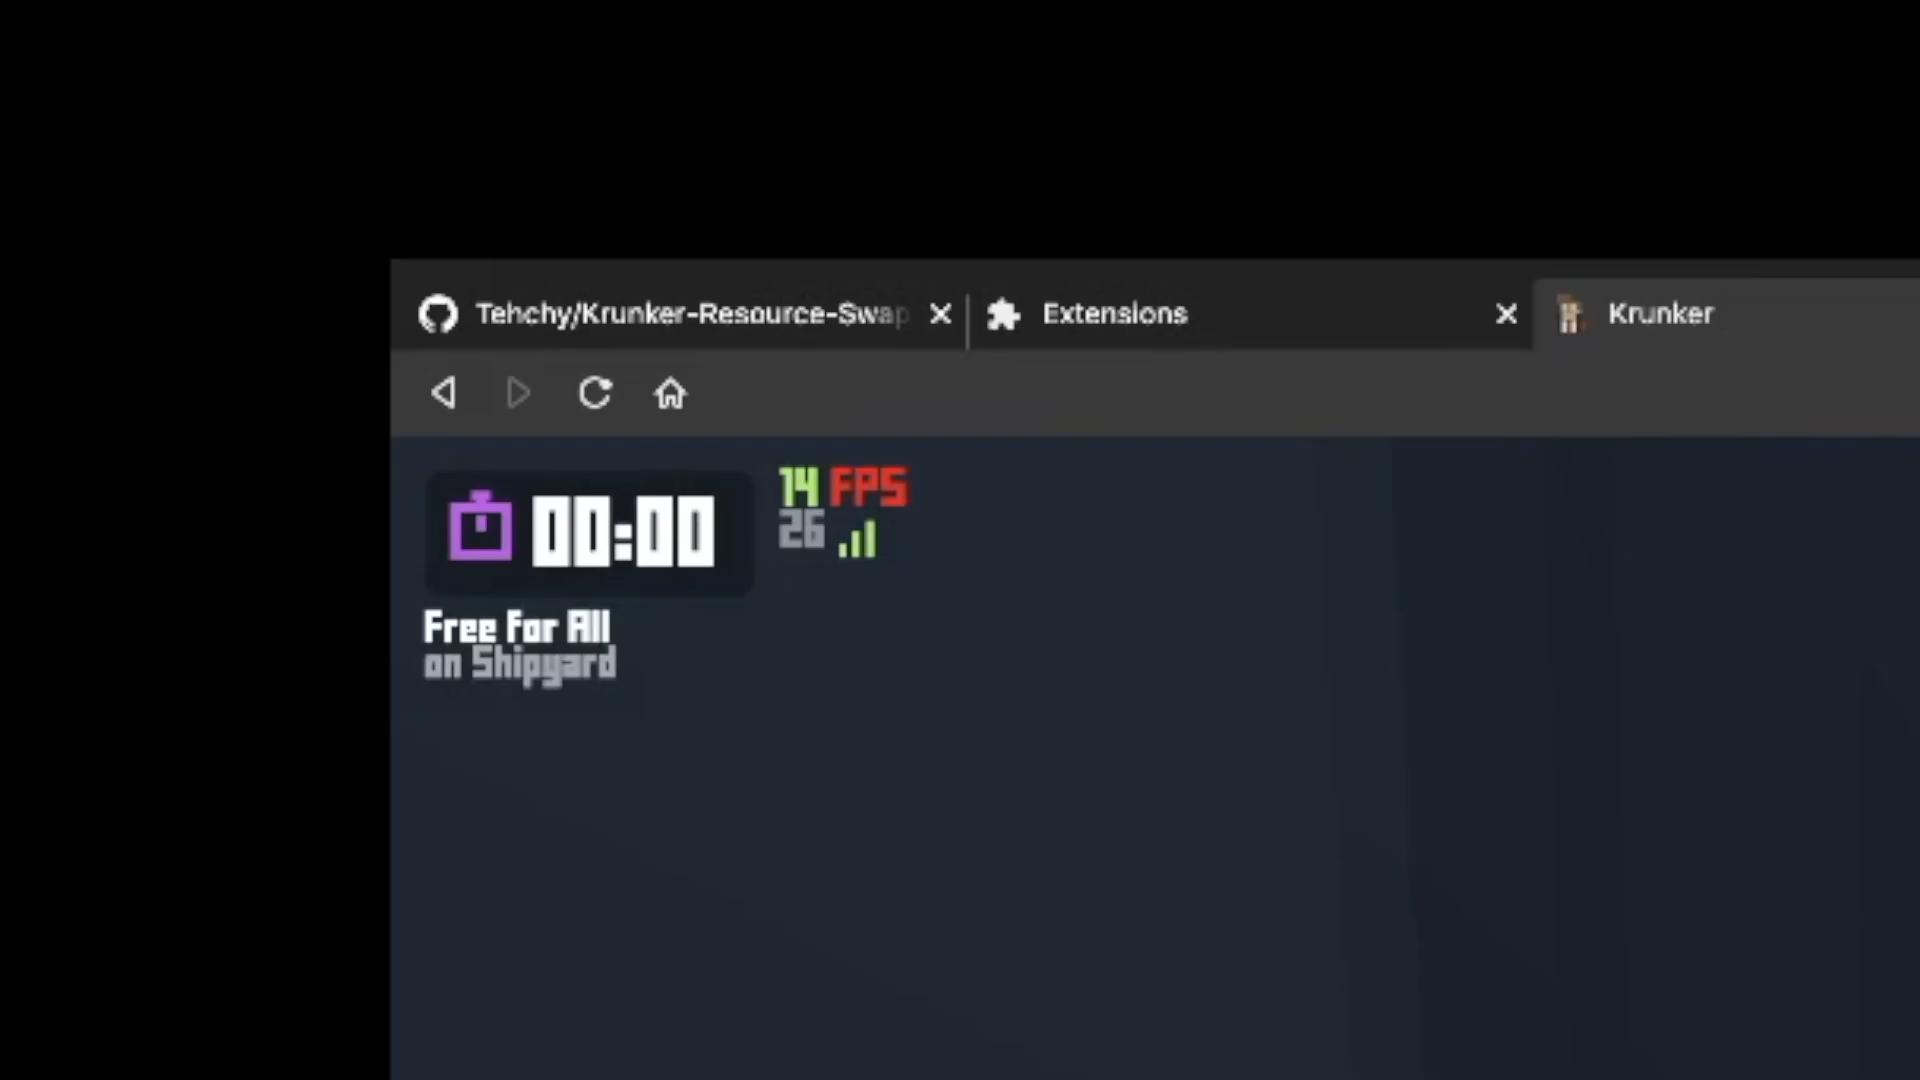 Tehchy/Krunker-Resource-Swap
Extensions
Krunker
00:00
14 FPS
26
Free for All
on Shipyard